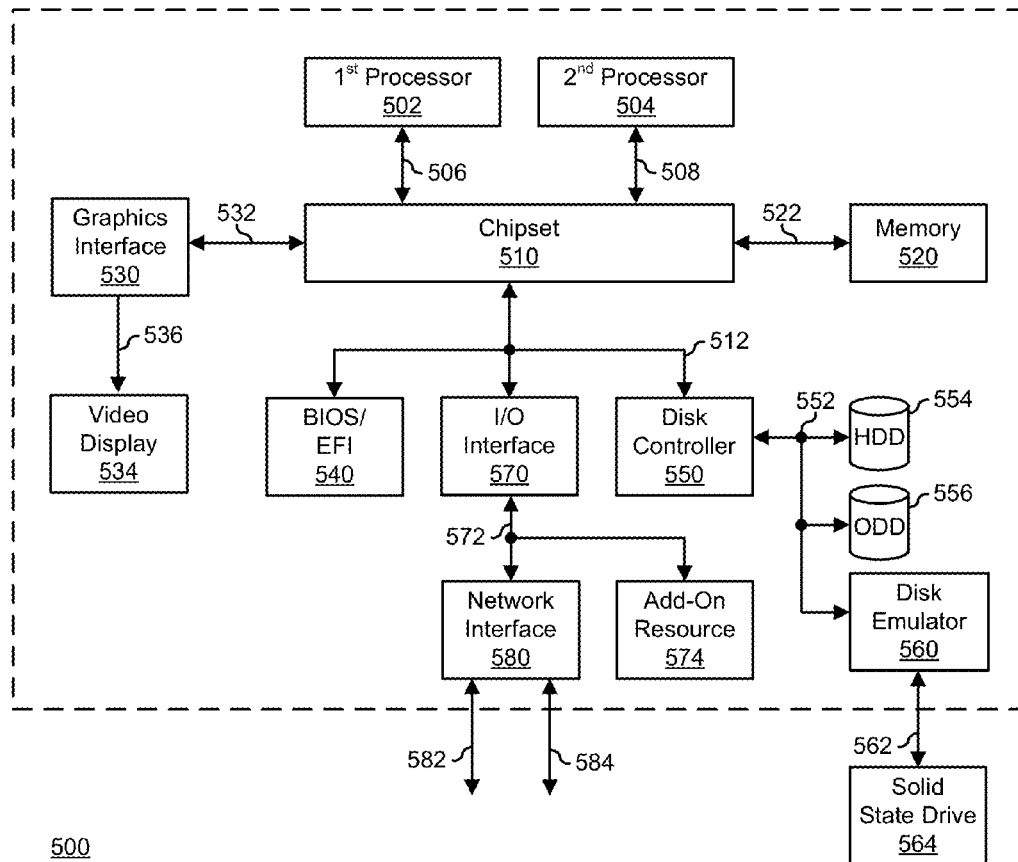 1st Processor
502
2nd Processor
504
506
508
Graphics
Interface
530
532
Chipset
510
522
Memory
520
536
512
Video
Display
534
BIOS/
EFI
540
I/O
Interface
570
Disk
Controller
550
552
HDD
554
ODD
556
572
Network
Interface
580
Add-On
Resource
574
Disk
Emulator
560
582
584
562
Solid
State Drive
564
500